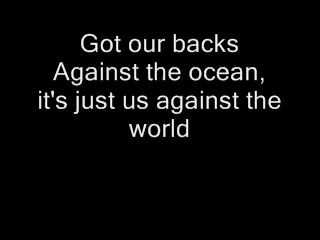 Got our backs
Against the ocean,
it's just us against the
world